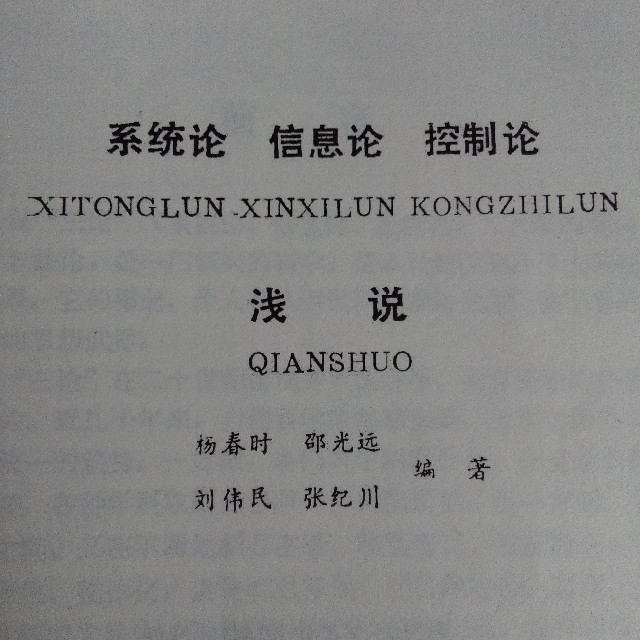 系统论 信息论 控制论
XITONGLUN XINXILUN KONGZHILUN
浅说
QIANSHUO
杨春时 邵光远
编著
刘伟民 张纪川